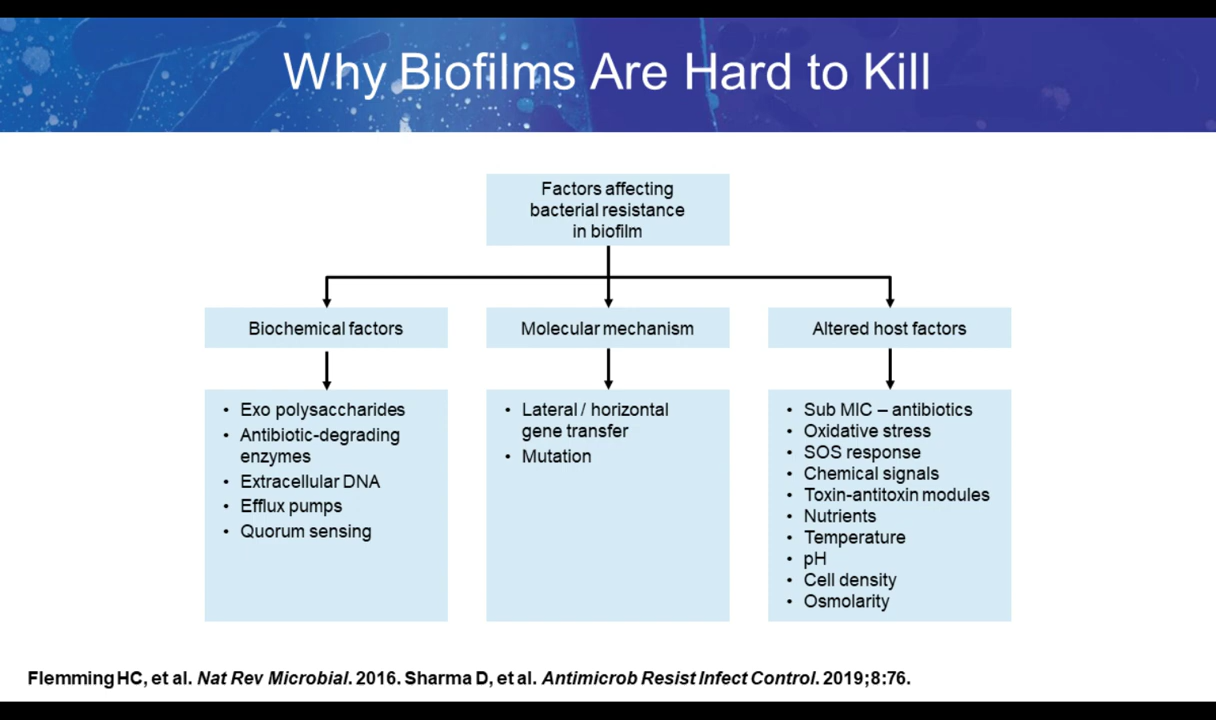 Why Biofilms Are Hard to Kill
Factors affecting
bacterial resistance
in biofilm
Biochemical factors
• Exo polysaccharides
• Antibiotic-degrading
enzymes
• Extracellular DNA
• Efflux pumps
• Quorum sensing
Molecular mechanism
• Lateral / horizontal
gene transfer
• Mutation
Altered host factors
• Sub MIC – antibiotics
• Oxidative stress
• SOS response
• Chemical signals
• Toxin-antitoxin modules
• Nutrients
• Temperature
• pH
• Cell density
• Osmolarity
Flemming HC, et al. Nat Rev Microbial. 2016. Sharma D, et al. Antimicrob Resist Infect Control. 2019;8:76.